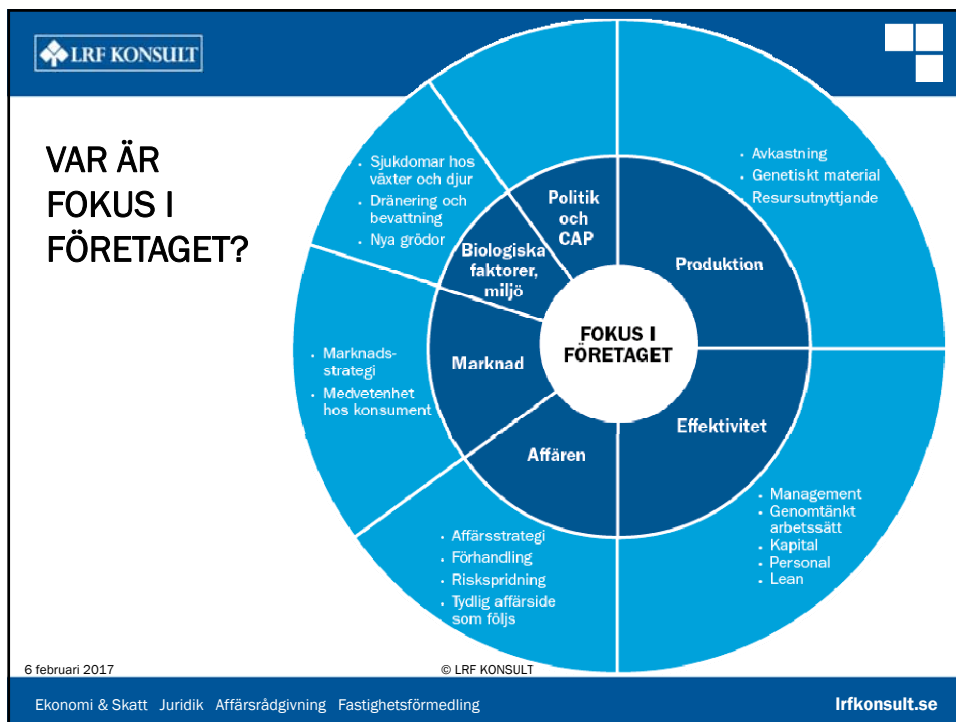 LRF KONSULT
VAR ÄR
FOKUS I
FÖRETAGET?
• Sjukdomar hos
växter och djur
• Dränering och
bevattning
• Nya grödor
Politik
och
CAP
• Avkastning
• Genetiskt material
• Resursutnyttjande
Biologiska
faktorer,
miljö
Produktion
FOKUS I
FÖRETAGET
• Marknads-
strategi
• Medvetenhet
hos konsument
Marknad
Effektivitet
Affären
• Management
• Genomtänkt
arbetssätt
• Kapital
• Personal
• Lean
• Affärsstrategi
• Förhandling
• Riskspridning
• Tydlig affärside
som följs
6 februari 2017
© LRF KONSULT
Ekonomi & Skatt Juridik Affärsrådgivning Fastighetsförmedling
lrfkonsult.se